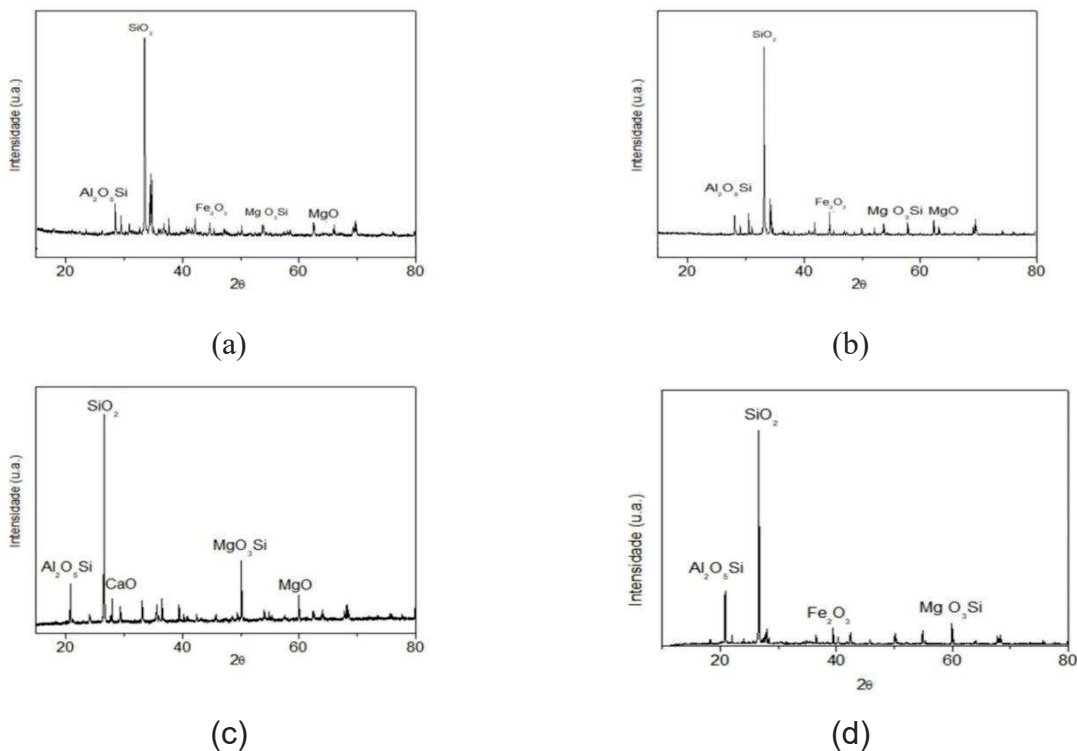 SiO₂
Intensidade (u.a.)
Al₂O₅Si
Fe₂O₃
Mg O₃Si
MgO
20
40
60
80
2θ
(a)
SiO₂
Intensidade (u.a.)
Al₂O₅Si
Fe₂O₃
Mg O₃Si
MgO
20
40
60
80
2θ
(b)
SiO₂
Intensidade (u.a.)
Al₂O₅Si
CaO
MgO₃Si
MgO
20
40
60
80
2θ
(c)
SiO₂
Intensidade (u.a.)
Al₂O₅Si
Fe₂O₃
Mg O₃Si
20
40
60
80
2θ
(d)